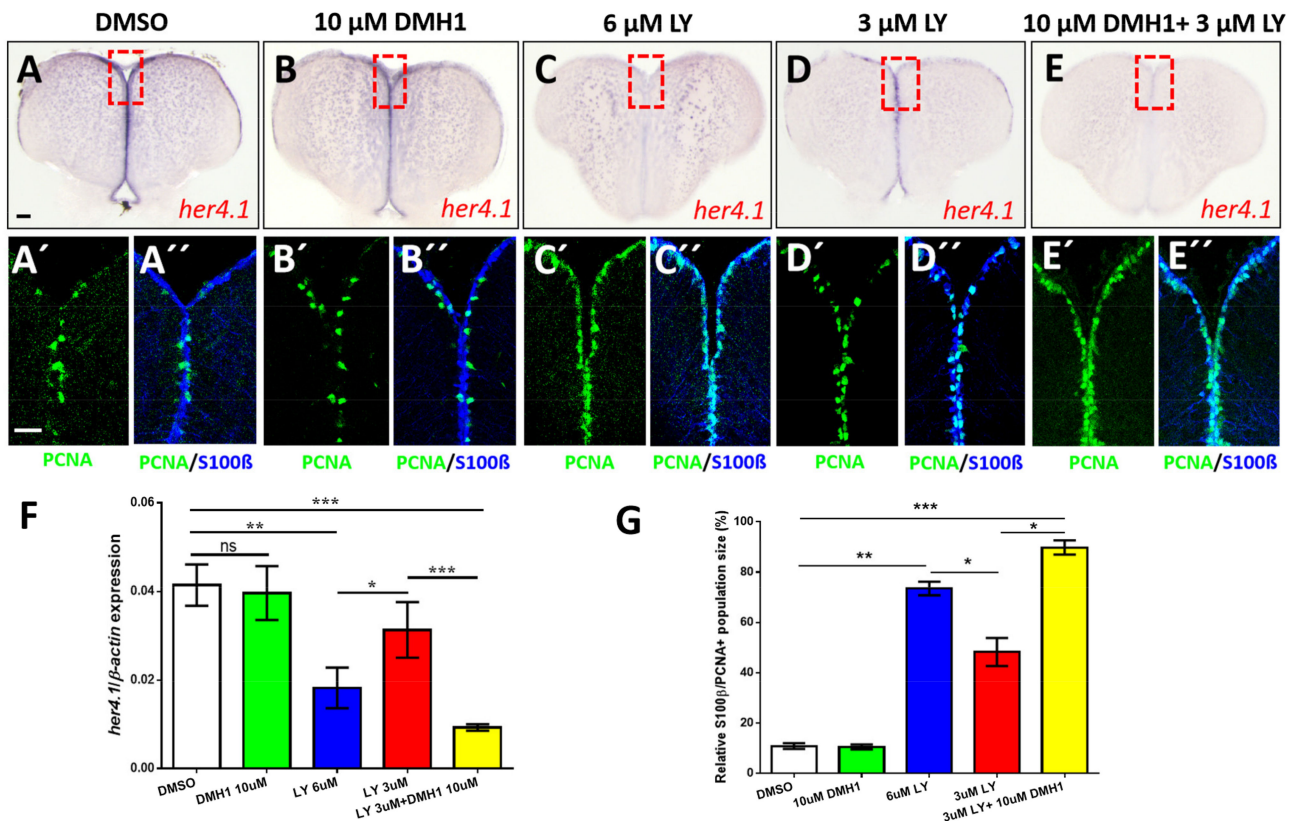 DMSO 10 µM DMH1 6 µM LY 3 µM LY 10 µM DMH1+ 3 µM LY
A B C D E
her4.1 her4.1 her4.1 her4.1 her4.1
A´ A´´ B´ B´´ C´ C´´ D´ D´´ E´ E´´
PCNA PCNA/S100ß PCNA PCNA/S100ß PCNA PCNA/S100ß PCNA PCNA/S100ß PCNA PCNA/S100ß
F
her4.1/β-actin expression
0.06
0.04
0.02
0.00
***
**
ns
*
***
DMSO
DMH1 10uM
LY 6uM
LY 3uM
LY 3uM+DMH1 10uM
G
Relative S100β/PCNA+ population size (%)
100
80
60
40
20
0
***
*
**
*
DMSO
10uM DMH1
6uM LY
3uM LY
3uM LY+ 10uM DMH1